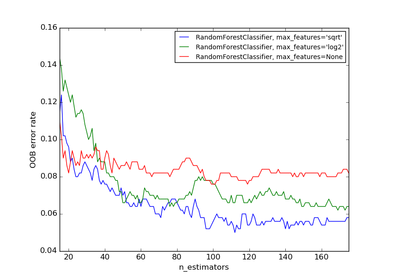 0.16
RandomForestClassifier, max_features='sqrt'
RandomForestClassifier, max_features='log2'
RandomForestClassifier, max_features=None
0.14
0.12
0.10
0.08
0.06
0.04
OOB error rate
20 40 60 80 100 120 140 160
n_estimators